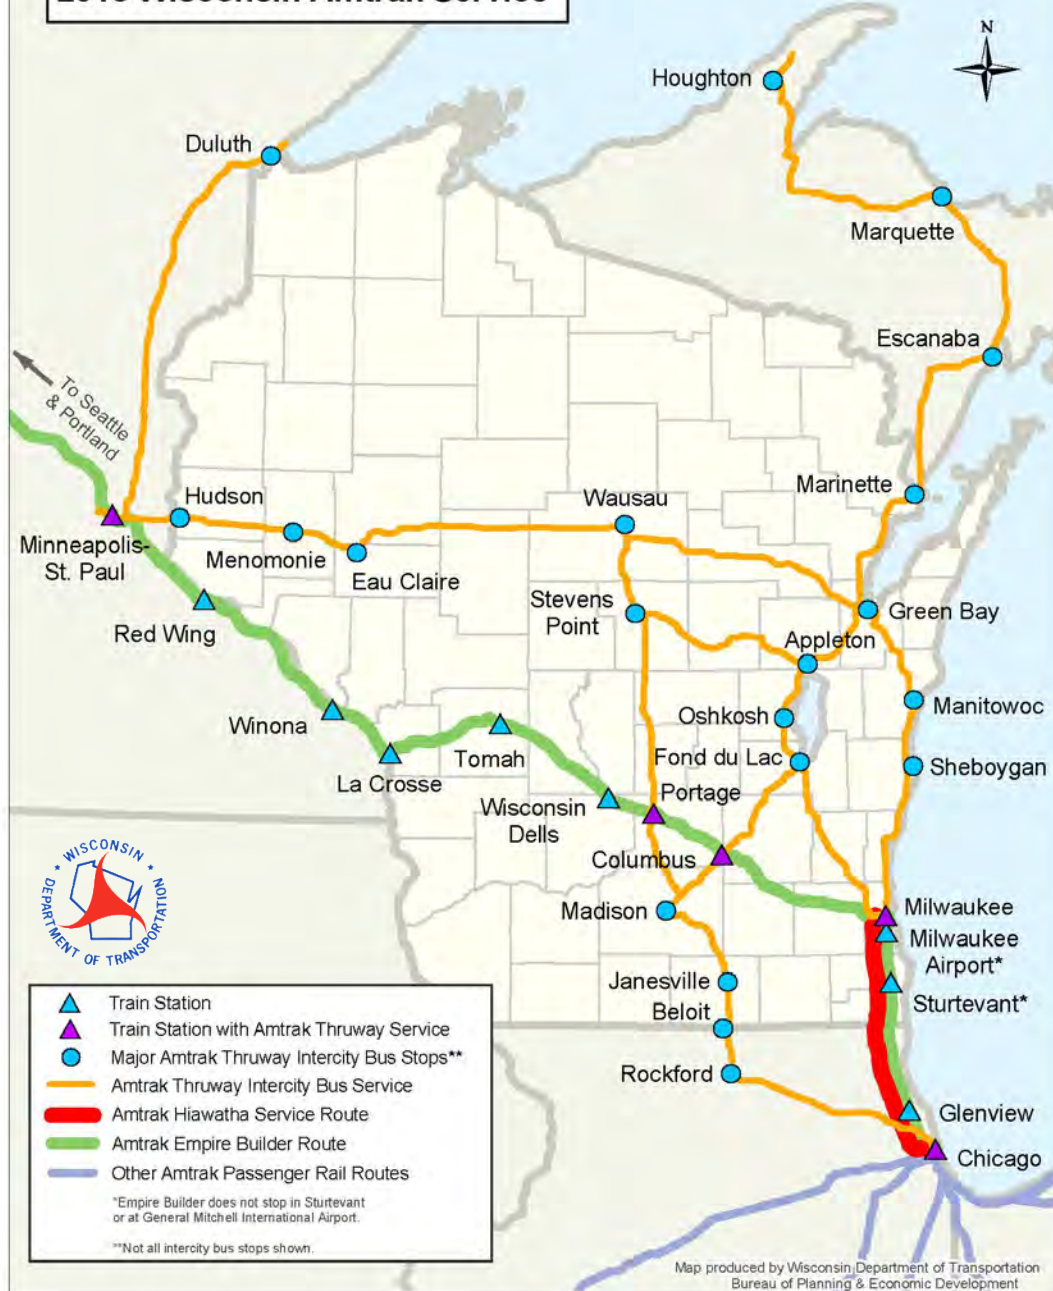 Houghton
N
Duluth
Marquette
Escanaba
To Seattle
& Portland
Hudson
Wausau
Marinette
Minneapolis-
St. Paul
Menomonie
Eau Claire
Stevens
Point
Green Bay
Red Wing
Appleton
Winona
Oshkosh
Manitowoc
Tomah
Fond du Lac
Sheboygan
La Crosse
Portage
Wisconsin
Dells
Columbus
WISCONSIN
DEPARTMENT OF TRANSPORTATION
Madison
Milwaukee
Milwaukee
Airport*
Janesville
Sturtevant*
Beloit
Rockford
Glenview
Chicago
Train Station
Train Station with Amtrak Thruway Service
Major Amtrak Thruway Intercity Bus Stops**
Amtrak Thruway Intercity Bus Service
Amtrak Hiawatha Service Route
Amtrak Empire Builder Route
Other Amtrak Passenger Rail Routes
*Empire Builder does not stop in Sturtevant
or at General Mitchell International Airport.
**Not all intercity bus stops shown.
Map produced by Wisconsin Department of Transportation
Bureau of Planning & Economic Development